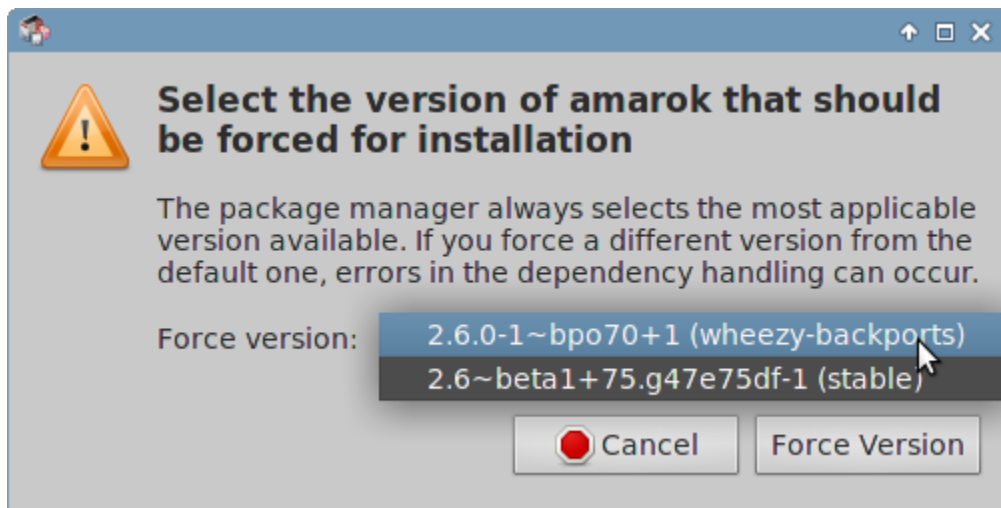 Select the version of amarok that should
be forced for installation
The package manager always selects the most applicable
version available. If you force a different version from the
default one, errors in the dependency handling can occur.
Force version:
2.6.0-1~bpo70+1 (wheezy-backports)
2.6~beta1+75.g47e75df-1 (stable)
Cancel
Force Version